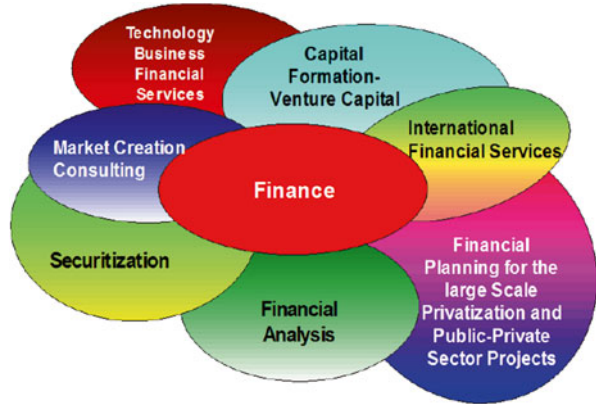 Technology
Business
Financial
Services
Capital
Formation-
Venture Capital
International
Financial Services
Market Creation
Consulting
Finance
Securitization
Financial
Analysis
Financial
Planning for the
large Scale
Privatization and
Public-Private
Sector Projects